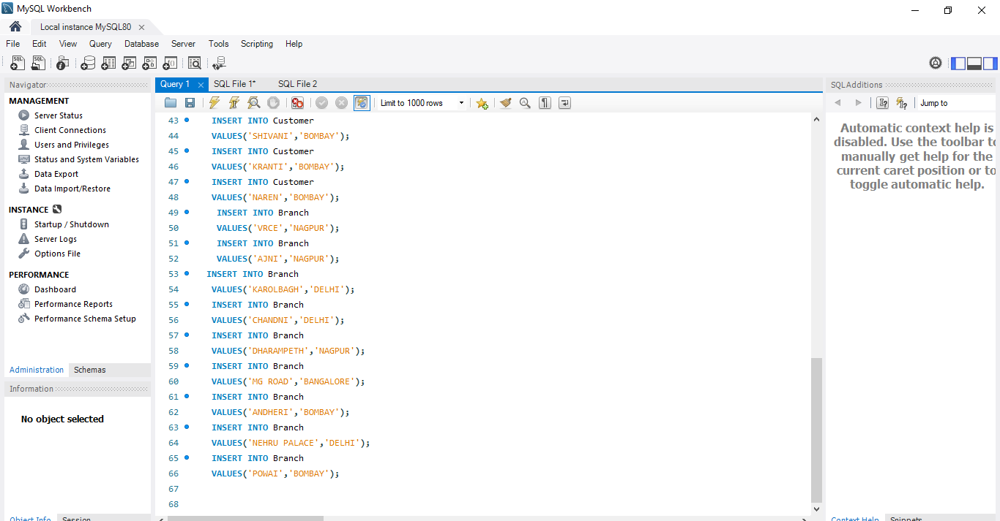 MySQL Workbench
Local instance MySQL80
File Edit View Query Database Server Tools Scripting Help
Navigator
MANAGEMENT
Server Status
Client Connections
Users and Privileges
Status and System Variables
Data Export
Data Import/Restore
INSTANCE
Startup / Shutdown
Server Logs
Options File
PERFORMANCE
Dashboard
Performance Reports
Performance Schema Setup
Administration Schemas
Information
No object selected
Object Info Session
Query 1 SQL File 1* SQL File 2
Limit to 1000 rows
43 INSERT INTO Customer
44 VALUES('SHIVANI','BOMBAY');
45 INSERT INTO Customer
46 VALUES('KRANTI','BOMBAY');
47 INSERT INTO Customer
48 VALUES('NAREN','BOMBAY');
49 INSERT INTO Branch
50 VALUES('VRCE','NAGPUR');
51 INSERT INTO Branch
52 VALUES('AJNI','NAGPUR');
53 INSERT INTO Branch
54 VALUES('KAROLBAGH','DELHI');
55 INSERT INTO Branch
56 VALUES('CHANDNI','DELHI');
57 INSERT INTO Branch
58 VALUES('DHARAMPETH','NAGPUR');
59 INSERT INTO Branch
60 VALUES('MG ROAD','BANGALORE');
61 INSERT INTO Branch
62 VALUES('ANDHERI','BOMBAY');
63 INSERT INTO Branch
64 VALUES('NEHRU PALACE','DELHI');
65 INSERT INTO Branch
66 VALUES('POWAI','BOMBAY');
67
68
SQLAdditions
Jump to
Automatic context help is
disabled. Use the toolbar to
manually get help for the
current caret position or to
toggle automatic help.
Context Help Snippets